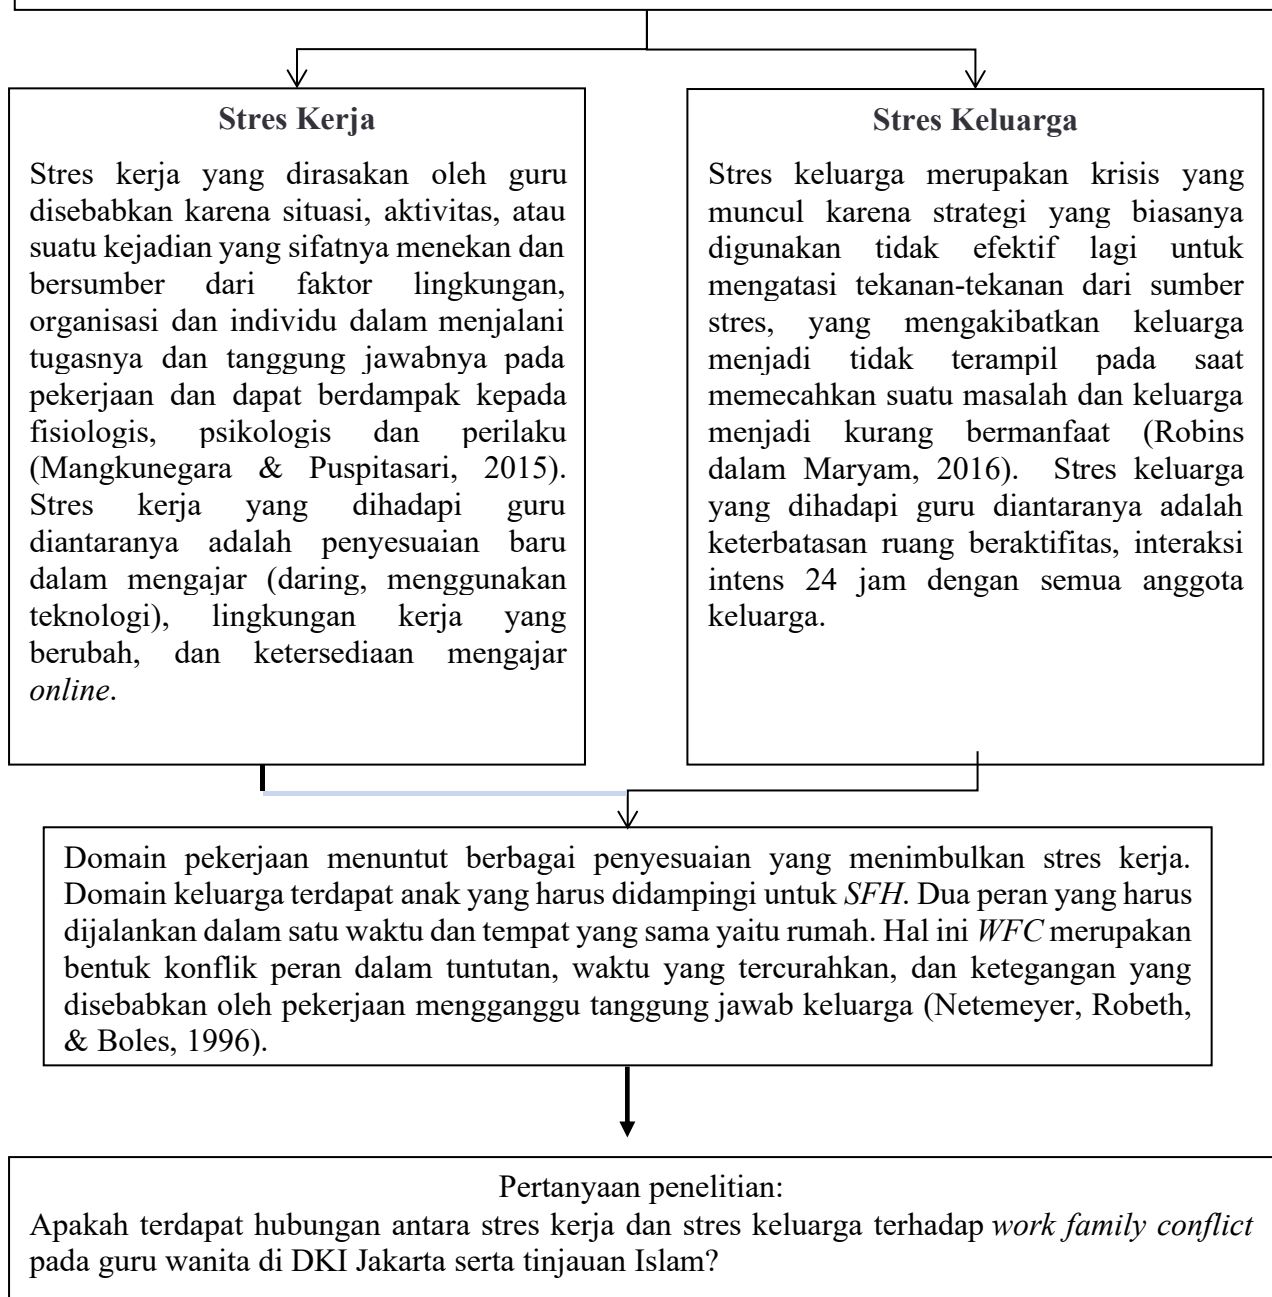 Stres Kerja
Stres kerja yang dirasakan oleh guru
disebabkan karena situasi, aktivitas, atau
suatu kejadian yang sifatnya menekan dan
bersumber dari faktor lingkungan,
organisasi dan individu dalam menjalani
tugasnya dan tanggung jawabnya pada
pekerjaan dan dapat berdampak kepada
fisiologis, psikologis dan perilaku
(Mangkunegara & Puspitasari, 2015).
Stres kerja yang dihadapi guru
diantaranya adalah penyesuaian baru
dalam mengajar (daring, menggunakan
teknologi), lingkungan kerja yang
berubah, dan ketersediaan mengajar
online.
Stres Keluarga
Stres keluarga merupakan krisis yang
muncul karena strategi yang biasanya
digunakan tidak efektif lagi untuk
mengatasi tekanan-tekanan dari sumber
stres, yang mengakibatkan keluarga
menjadi tidak terampil pada saat
memecahkan suatu masalah dan keluarga
menjadi kurang bermanfaat (Robins
dalam Maryam, 2016). Stres keluarga
yang dihadapi guru diantaranya adalah
keterbatasan ruang beraktifitas, interaksi
intens 24 jam dengan semua anggota
keluarga.
Domain pekerjaan menuntut berbagai penyesuaian yang menimbulkan stres kerja.
Domain keluarga terdapat anak yang harus didampingi untuk SFH. Dua peran yang harus
dijalankan dalam satu waktu dan tempat yang sama yaitu rumah. Hal ini WFC merupakan
bentuk konflik peran dalam tuntutan, waktu yang tercurahkan, dan ketegangan yang
disebabkan oleh pekerjaan mengganggu tanggung jawab keluarga (Netemeyer, Robeth,
& Boles, 1996).
Pertanyaan penelitian:
Apakah terdapat hubungan antara stres kerja dan stres keluarga terhadap work family conflict
pada guru wanita di DKI Jakarta serta tinjauan Islam?